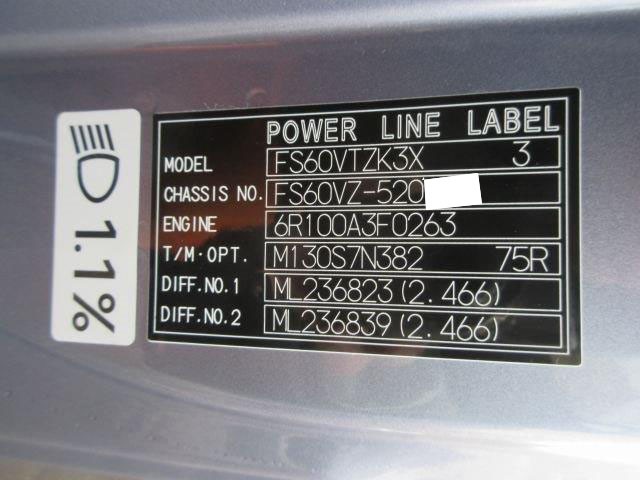 POWER LINE LABEL
MODEL FS60VTZK3X 3
CHASSIS NO. FS60VZ-520
ENGINE 6R100A3F0263
T/M·OPT. M130S7N382 75R
DIFF.NO.1 ML236823(2.466)
DIFF.NO.2 ML236839(2.466)
1.1%